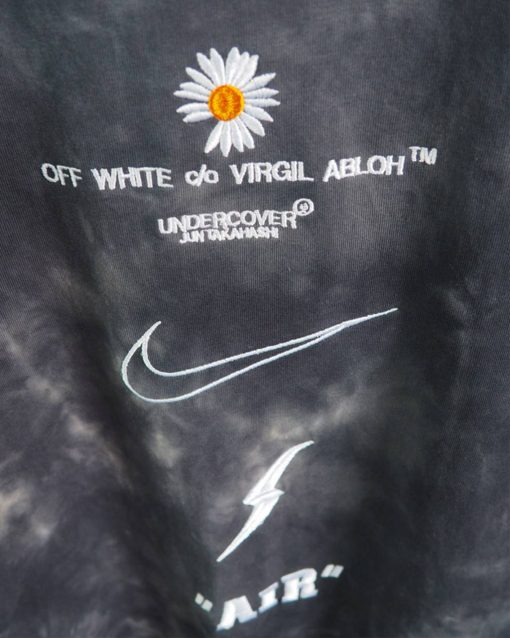 OFF WHITE c/o VIRGIL ABLOH™
UNDERCOVER
JUN TAKAHASHI
"AIR"